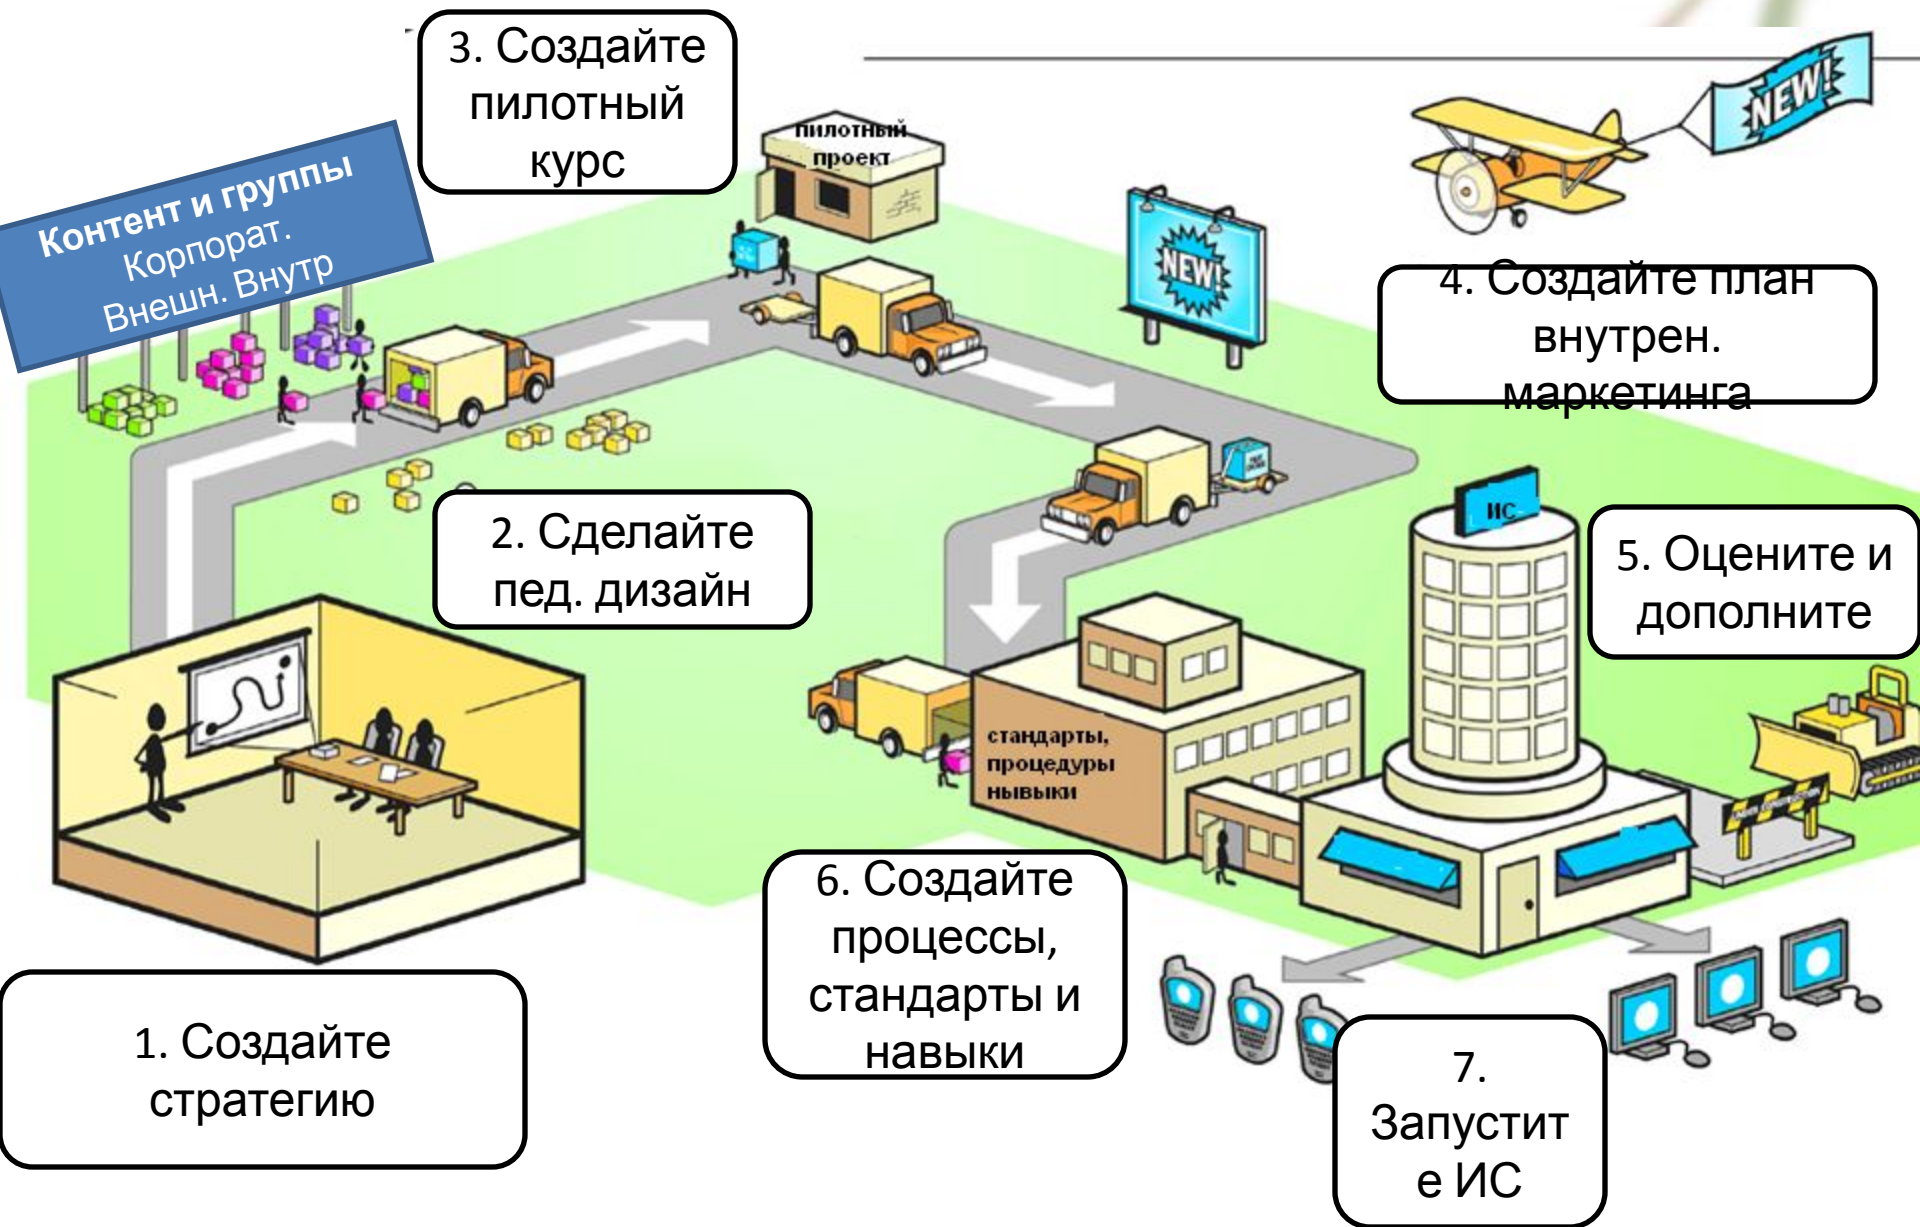 3. Создайте
пилотный
курс
пилотный
проект
NEW!
Контент и группы
Корпорат.
Внешн. Внутр
NEW!
4. Создайте план
внутрен.
маркетинга
2. Сделайте
пед. дизайн
ИС
5. Оцените и
дополните
стандарты,
процедуры
нывыки
6. Создайте
процессы,
стандарты и
навыки
1. Создайте
стратегию
7.
Запустит
е ИС